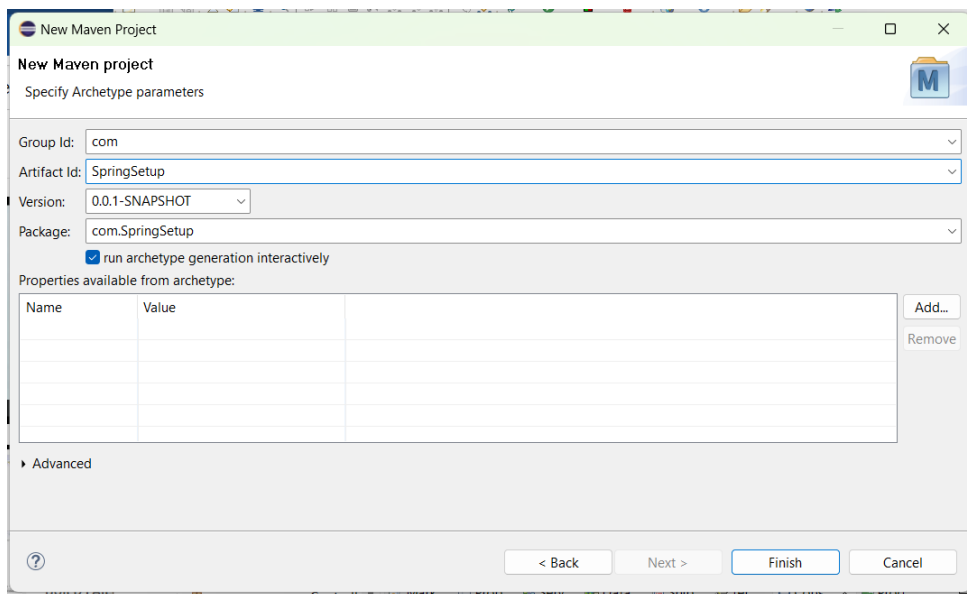 New Maven Project
New Maven project
Specify Archetype parameters
M
Group Id: com
Artifact Id: SpringSetup
Version: 0.0.1-SNAPSHOT
Package: com.SpringSetup
run archetype generation interactively
Properties available from archetype:
Name Value
Add...
Remove
Advanced
? < Back Next > Finish Cancel